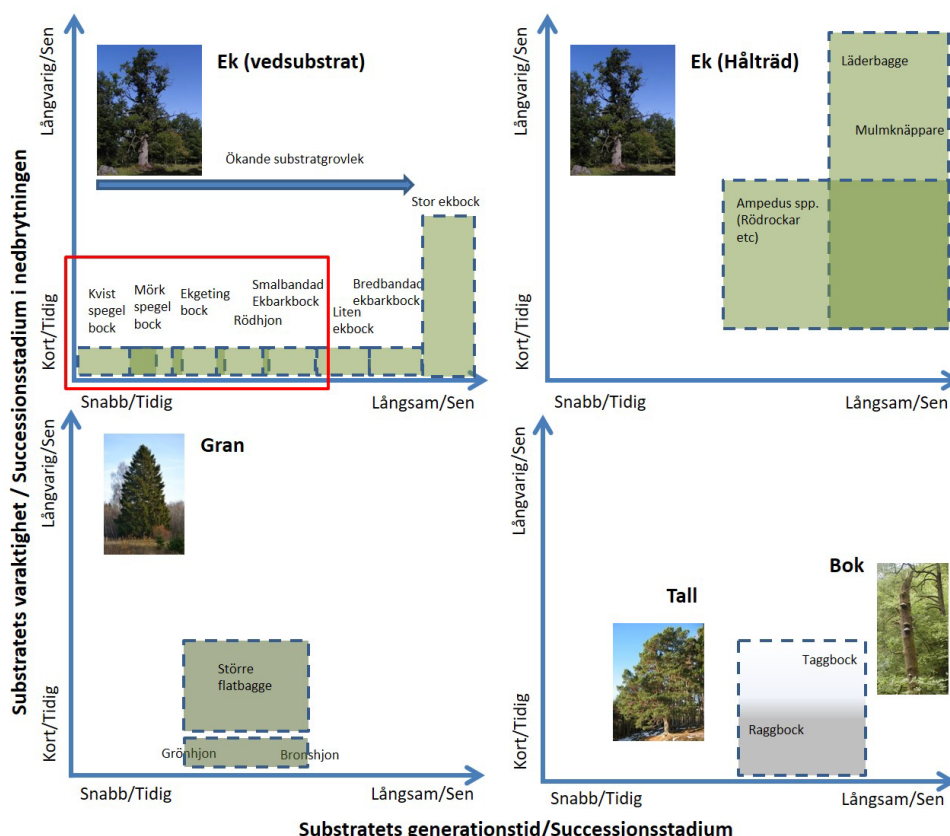 Substratets varaktighet / Successionsstadium i nedbrytningen
Långvarig/Sen
Kort/Tidig
Ek (vedsubstrat)
Ökande substratgrovlek
Stor ekbock
Kvist
spegel
bock
Mörk
spegel
bock
Ekgeting
bock
Smalbandad
Ekbarkbock
Rödhjon
Liten
ekbock
Bredbandad
ekbarkbock
Snabb/Tidig
Långsam/Sen
Långvarig/Sen
Kort/Tidig
Ek (Hålträd)
Läderbagge
Mulmknäppare
Ampedus spp.
(Rödrockar
etc)
Snabb/Tidig
Långsam/Sen
Långvarig/Sen
Kort/Tidig
Gran
Större
flatbagge
Grönhjon
Bronshjon
Snabb/Tidig
Långsam/Sen
Långvarig/Sen
Kort/Tidig
Tall
Bok
Taggbock
Raggbock
Snabb/Tidig
Långsam/Sen
Substratets generationstid/Successionsstadium